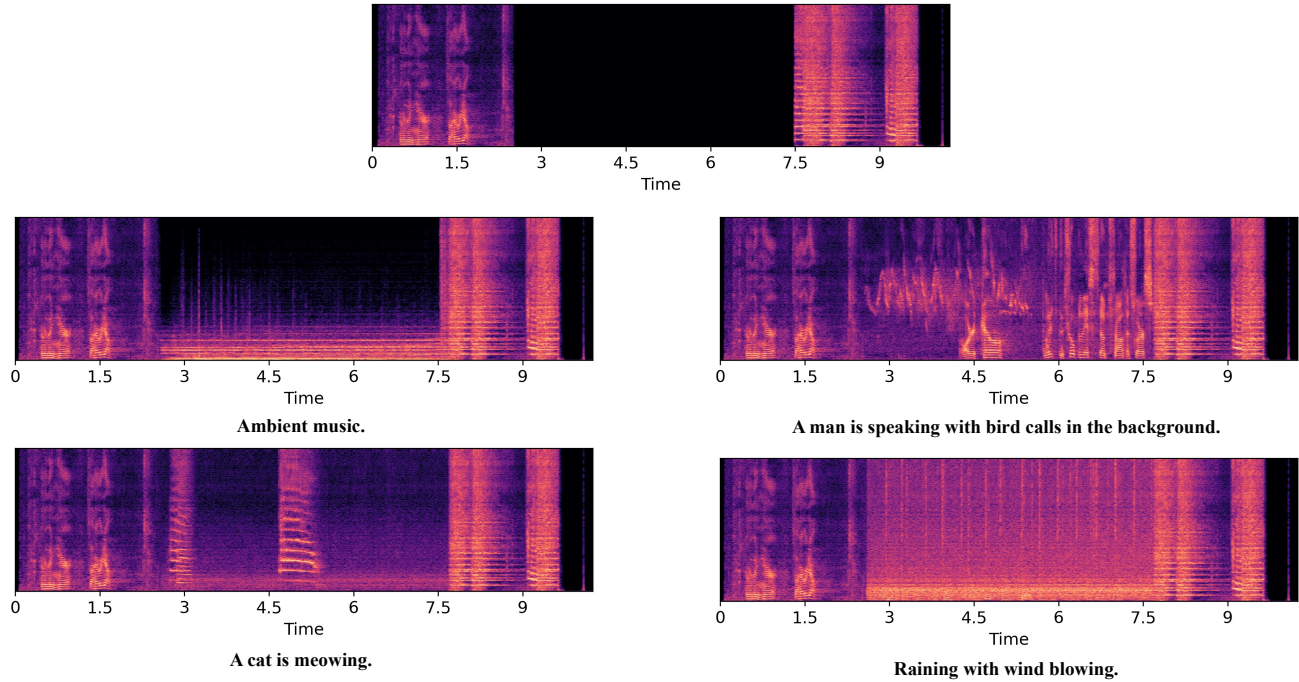 0 1.5 3 4.5 6 7.5 9
Time
0 1.5 3 4.5 6 7.5 9
Time
Ambient music.
0 1.5 3 4.5 6 7.5 9
Time
A man is speaking with bird calls in the background.
0 1.5 3 4.5 6 7.5 9
Time
A cat is meowing.
0 1.5 3 4.5 6 7.5 9
Time
Raining with wind blowing.